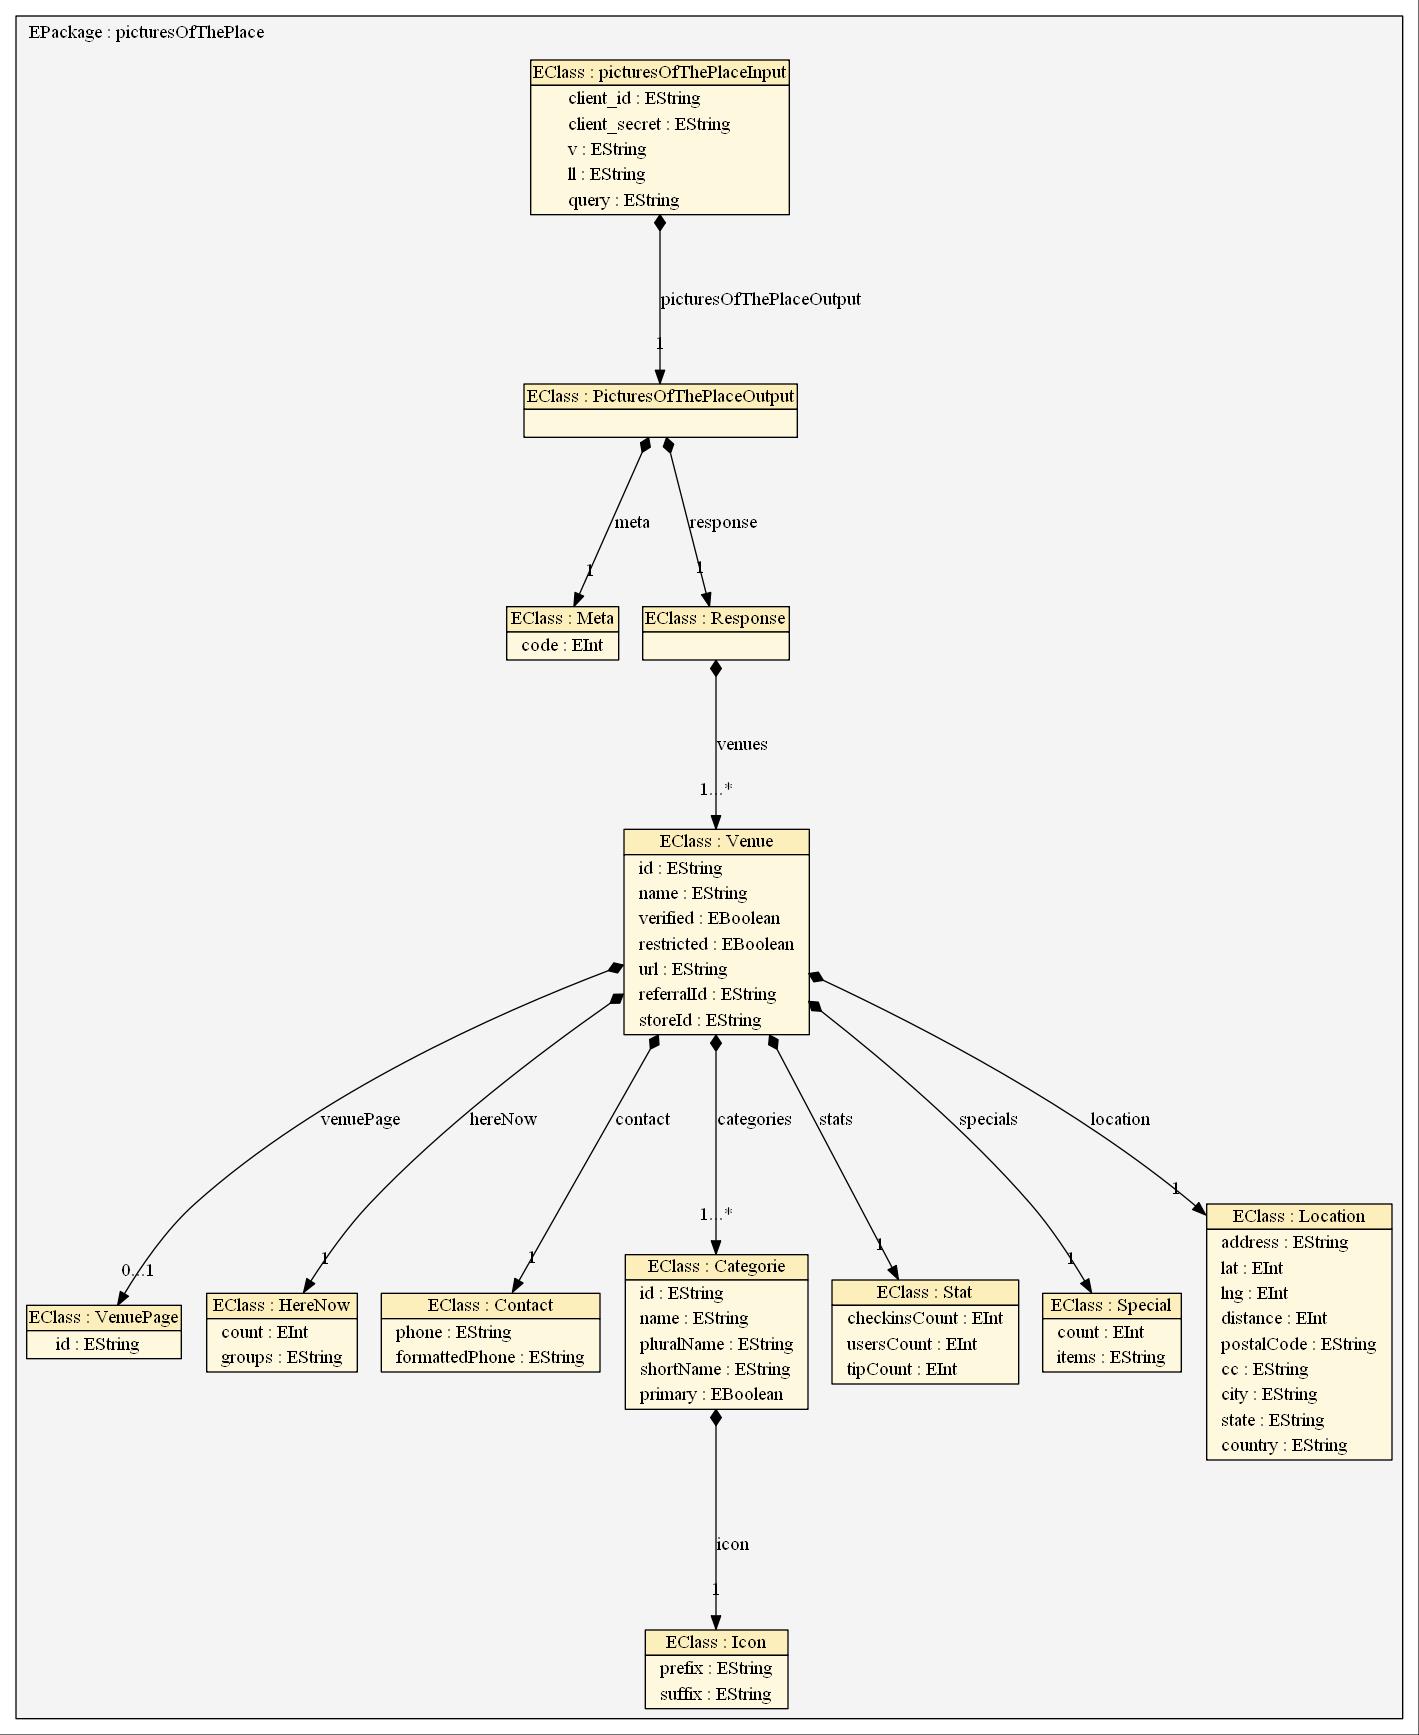 EPackage : picturesOfThePlace
EClass : picturesOfThePlaceInput
client_id : EString
client_secret : EString
v : EString
ll : EString
query : EString
picturesOfThePlaceOutput
1
EClass : PicturesOfThePlaceOutput
meta
response
1
1
EClass : Meta
code : EInt
EClass : Response
venues
1...*
EClass : Venue
id : EString
name : EString
verified : EBoolean
restricted : EBoolean
url : EString
referralId : EString
storeId : EString
venuePage
hereNow
contact
categories
stats
specials
location
0...1
1
1
1...*
1
1
1
EClass : VenuePage
id : EString
EClass : HereNow
count : EInt
groups : EString
EClass : Contact
phone : EString
formattedPhone : EString
EClass : Categorie
id : EString
name : EString
pluralName : EString
shortName : EString
primary : EBoolean
EClass : Stat
checkinsCount : EInt
usersCount : EInt
tipCount : EInt
EClass : Special
count : EInt
items : EString
EClass : Location
address : EString
lat : EInt
lng : EInt
distance : EInt
postalCode : EString
cc : EString
city : EString
state : EString
country : EString
icon
1
EClass : Icon
prefix : EString
suffix : EString